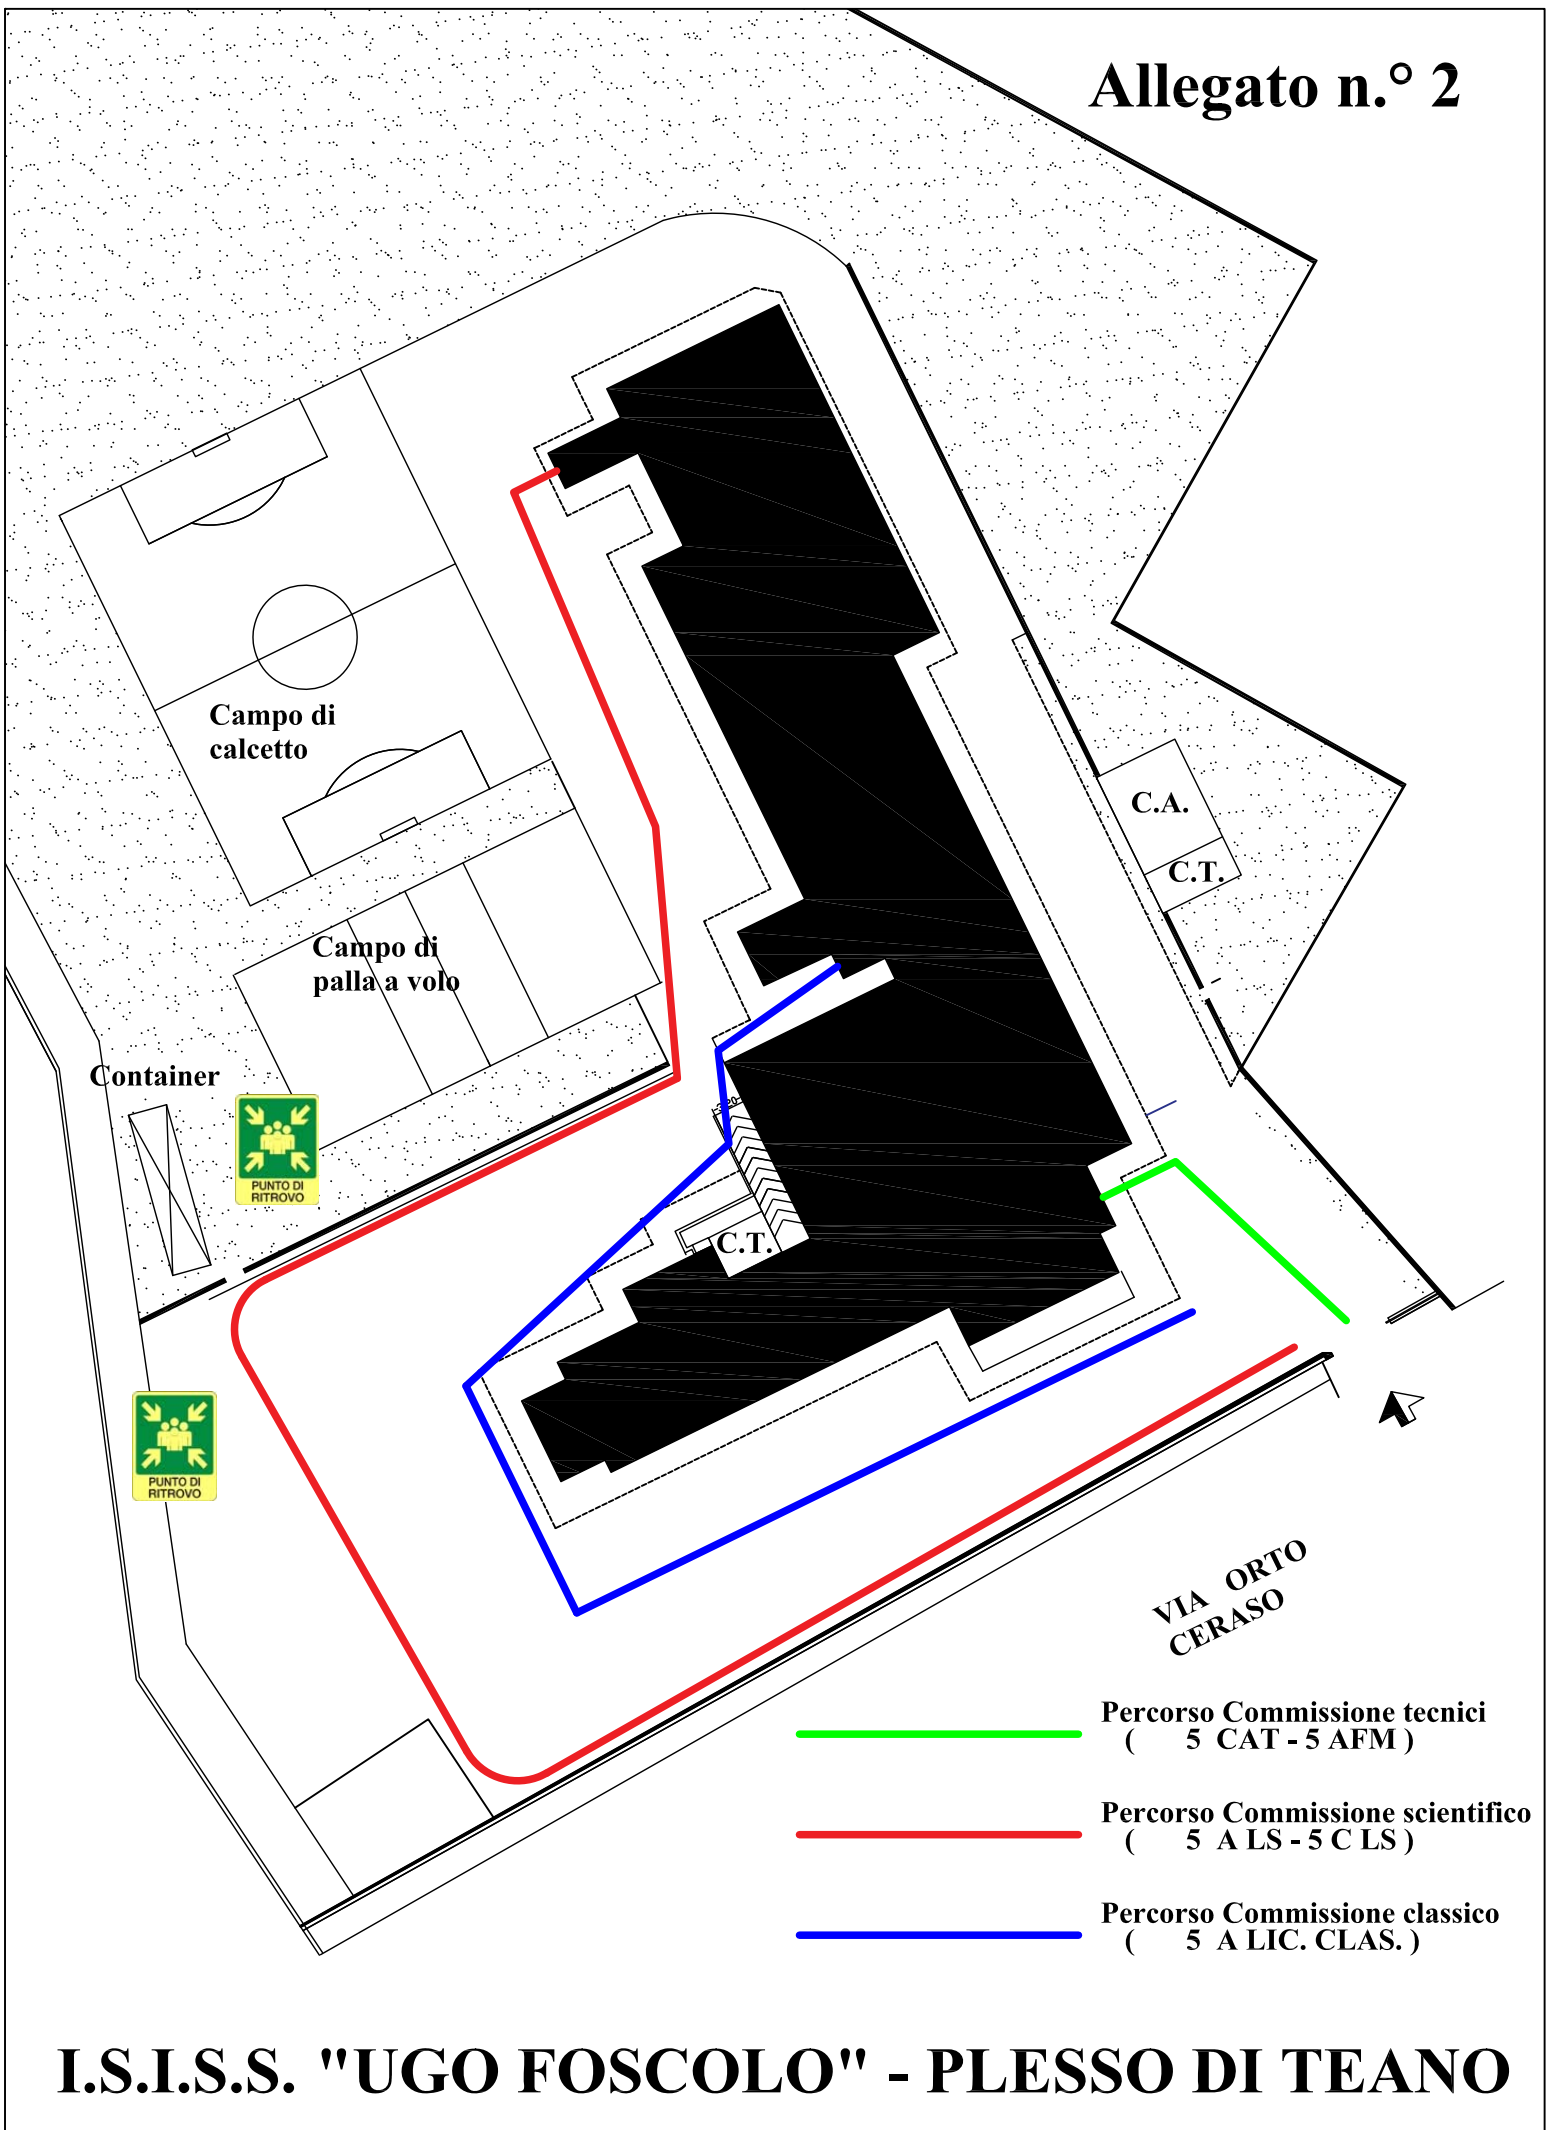 Allegato n.° 2
Campo di
calcetto
C.A.
C.T.
Campo di
palla a volo
Container
PUNTO DI
RITROVO
C.T.
PUNTO DI
RITROVO
VIA ORTO
CERASO
Percorso Commissione tecnici
( 5 CAT - 5 AFM )
Percorso Commissione scientifico
( 5 A LS - 5 C LS )
Percorso Commissione classico
( 5 A LIC. CLAS. )
I.S.I.S.S. "UGO FOSCOLO" - PLESSO DI TEANO